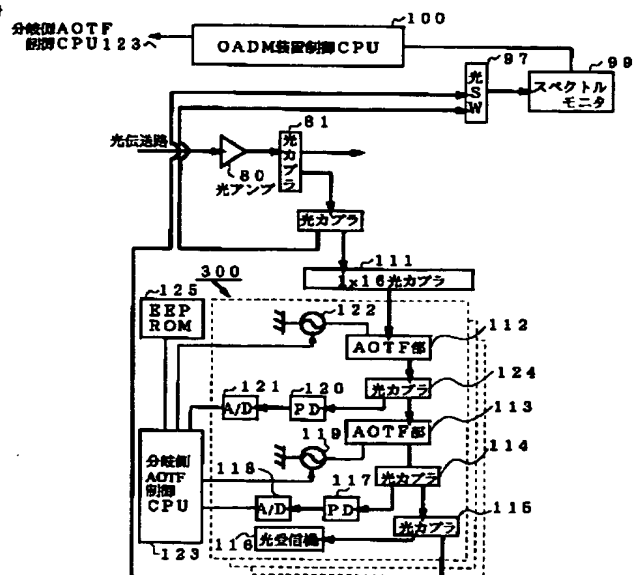 100
分岐側AOTF
制御CPU123へ
OADM装置制御CPU
97
99
光SW
スペクトル
モニタ
81
光伝送路
光カプラ
80
光アンプ
光カプラ
111
1x16光カプラ
300
125
EEP
ROM
122
112
AOTF部
124
光カプラ
121
A/D
120
PD
113
AOTF部
119
114
光カプラ
分岐側
AOTF
制御
CPU
118
A/D
117
PD
115
光カプラ
116
光受信機
123